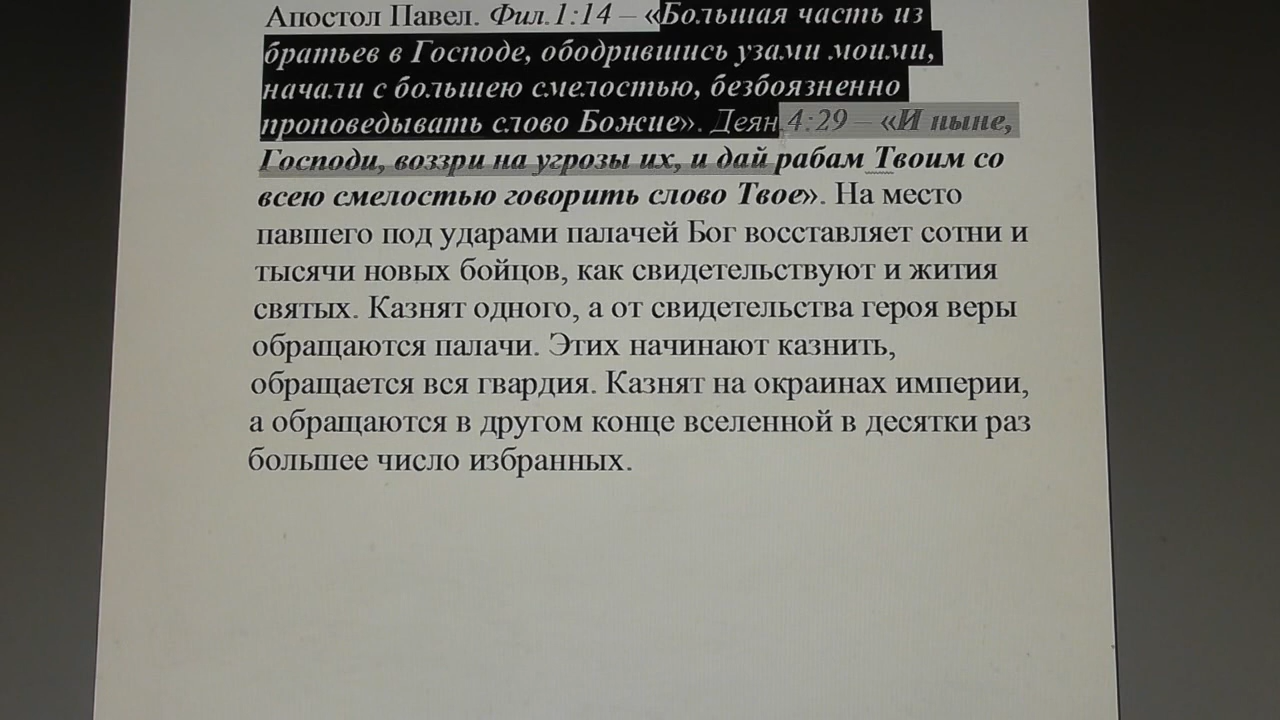 Апостол Павел. Фил.1:14 – «Большая часть из
братьев в Господе, ободрившись узами моими,
начали с большею смелостью, безбоязненно
проповедывать слово Божие». Деян.4:29 – «И ныне,
Господи, воззри на угрозы их, и дай рабам Твоим со
всею смелостью говорить слово Твое». На место
павшего под ударами палачей Бог восставляет сотни и
тысячи новых бойцов, как свидетельствуют и жития
святых. Казнят одного, а от свидетельства героя веры
обращаются палачи. Этих начинают казнить,
обращается вся гвардия. Казнят на окраинах империи,
а обращаются в другом конце вселенной в десятки раз
большее число избранных.